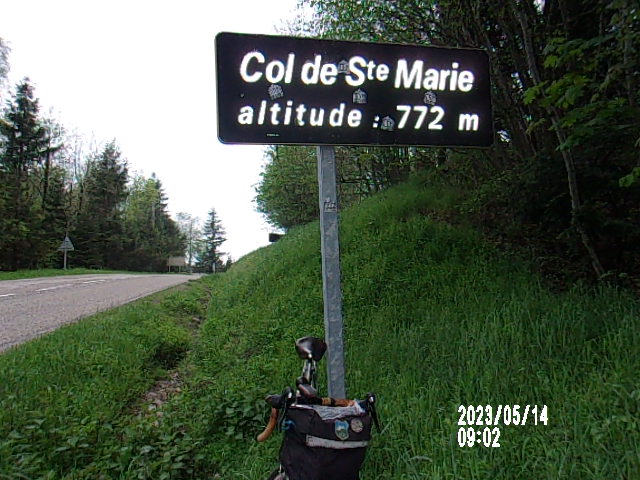 Col de Ste Marie
altitude : 772 m
2023/05/14
09:02